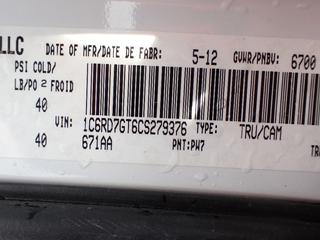 LLC DATE OF MFR/DATE DE FABR: 5-12 GVWR/PNBV: 6700
PSI COLD/
LB/PO 2 FROID
40
VIN: 1C6RD7GT6CS279376 TYPE: TRU/CAM
40 671AA PNT:PW7 TRA